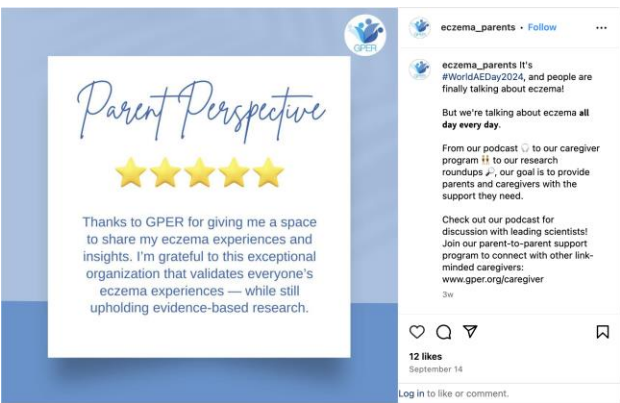 GPER
Parent Perspective
Thanks to GPER for giving me a space
to share my eczema experiences and
insights. I'm grateful to this exceptional
organization that validates everyone's
eczema experiences — while still
upholding evidence-based research.
eczema_parents • Follow
eczema_parents It's
#WorldAEDay2024, and people are
finally talking about eczema!
But we're talking about eczema all
day every day.
From our podcast 🎧 to our caregiver
program 👯 to our research
roundups 🔎, our goal is to provide
parents and caregivers with the
support they need.
Check out our podcast for
discussion with leading scientists!
Join our parent-to-parent support
program to connect with other link-
minded caregivers:
www.gper.org/caregiver
3w
12 likes
September 14
Log in to like or comment.